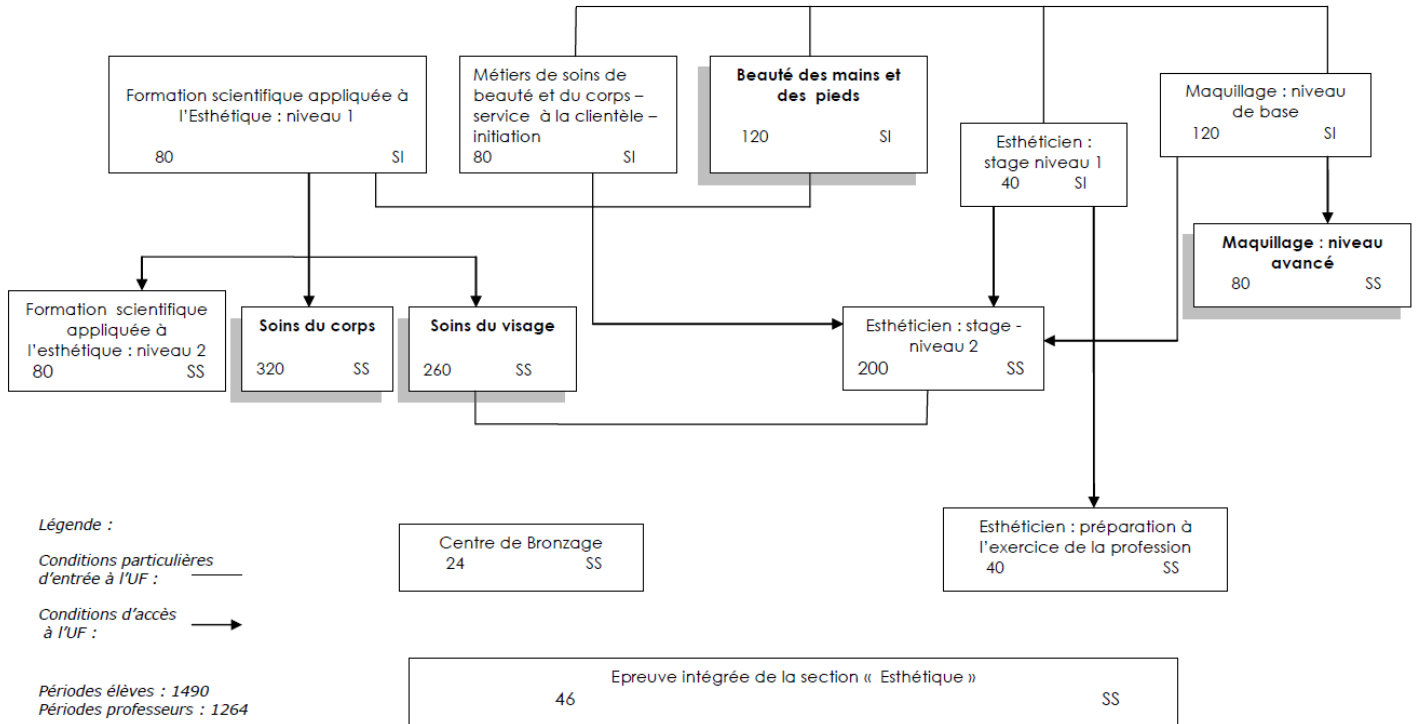 Formation scientifique appliquée à
l'Esthétique : niveau 1
80 SI
Métiers de soins de
beauté et du corps –
service à la clientèle –
initiation
80 SI
Beauté des mains et
des pieds
120 SI
Esthéticien :
stage niveau 1
40 SI
Maquillage : niveau
de base
120 SI
Maquillage : niveau
avancé
80 SS
Formation scientifique
appliquée à
l'esthétique : niveau 2
80 SS
Soins du corps
320 SS
Soins du visage
260 SS
Esthéticien : stage -
niveau 2
200 SS
Légende :
Conditions particulières
d'entrée à l'UF :
Conditions d'accès
à l'UF :
Périodes élèves : 1490
Périodes professeurs : 1264
Centre de Bronzage
24 SS
Esthéticien : préparation à
l'exercice de la profession
40 SS
Epreuve intégrée de la section « Esthétique »
46 SS